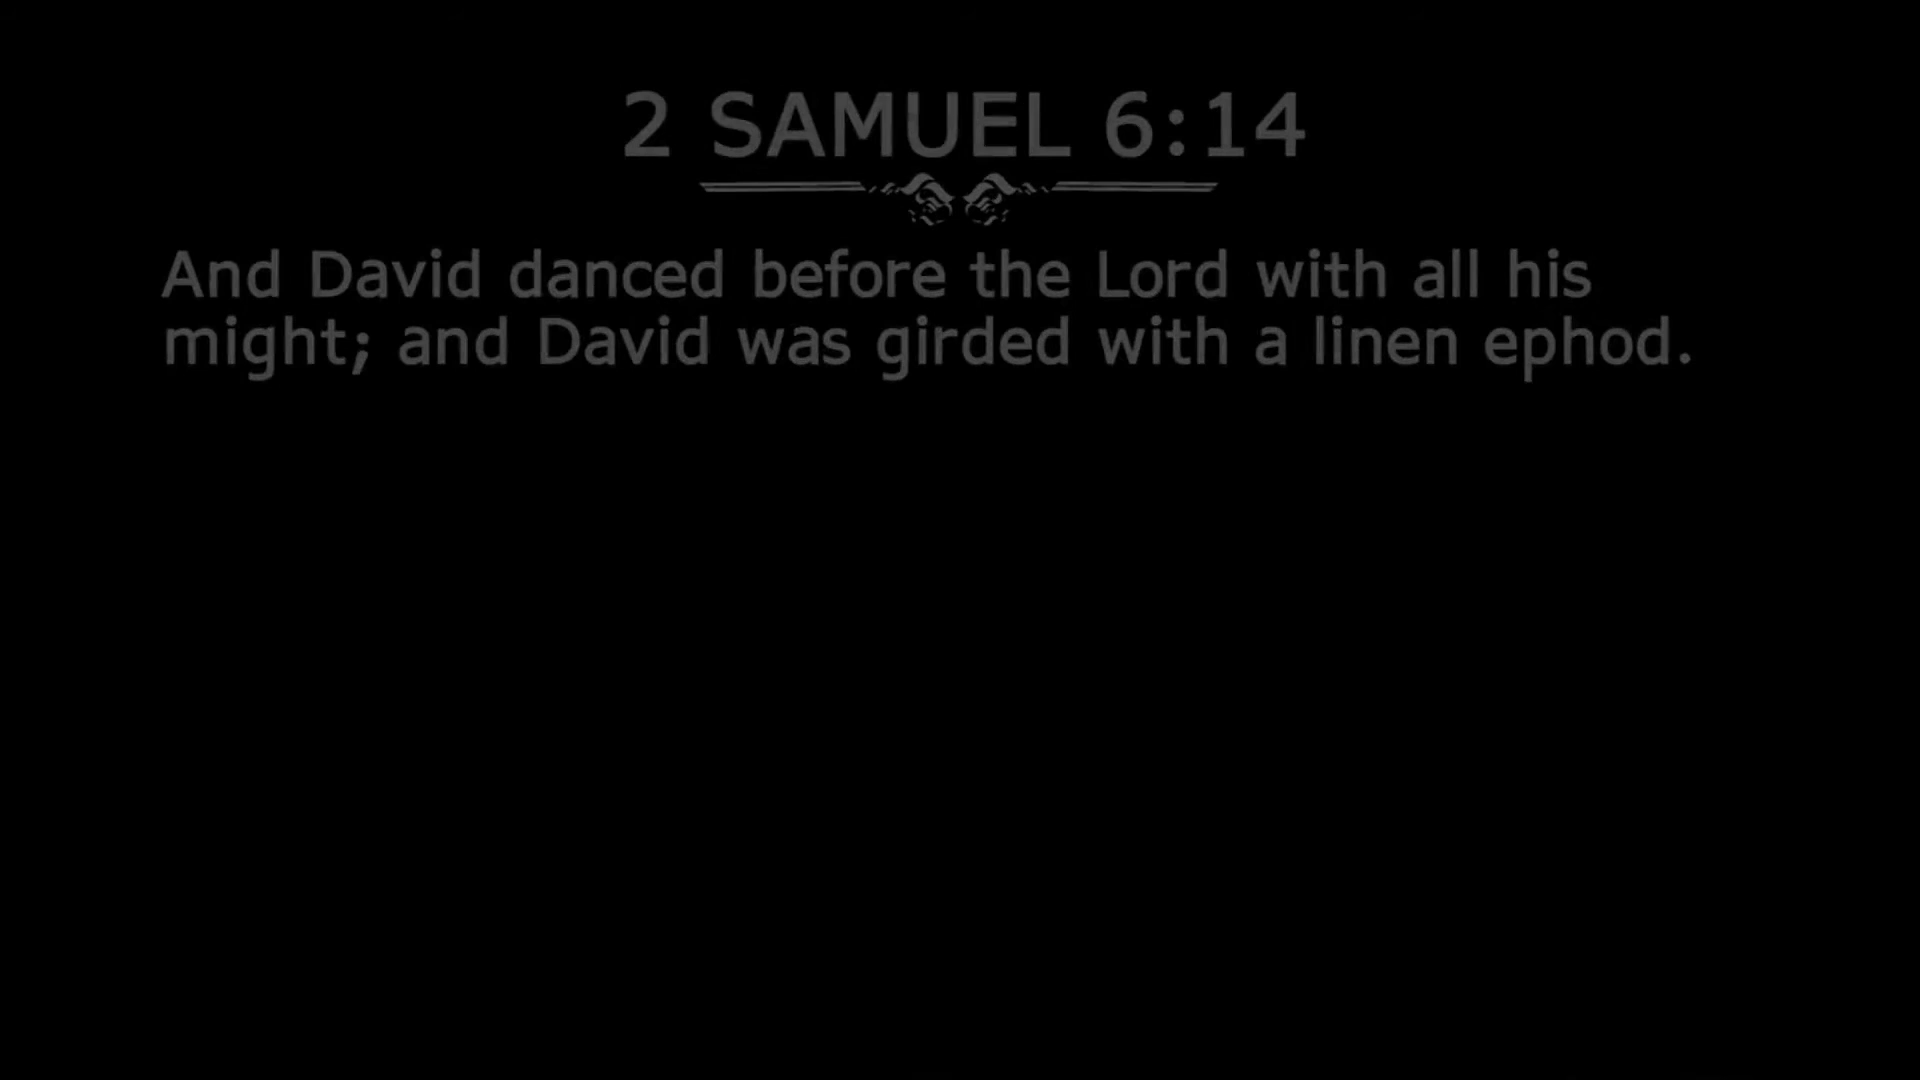 2 SAMUEL 6:14
And David danced before the Lord with all his
might; and David was girded with a linen ephod.